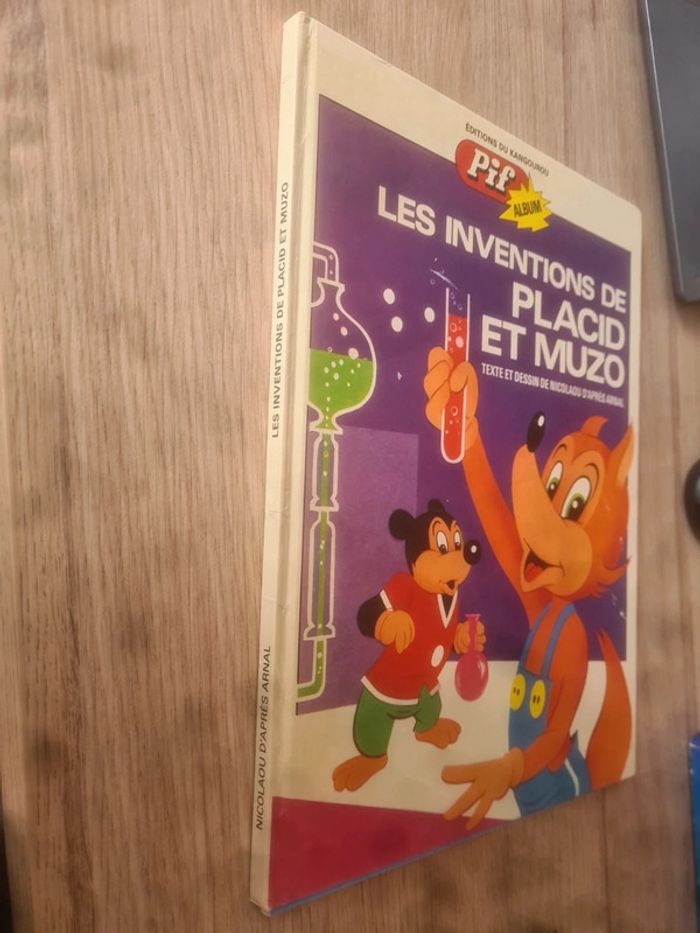 ÉDITIONS DU KANGOUROU
Pif
ALBUM
LES INVENTIONS DE
PLACID
ET MUZO
TEXTE ET DESSIN DE NICOLAOU D'APRÈS ARNAL
LES INVENTIONS DE PLACID ET MUZO
NICOLAOU D'APRÈS ARNAL